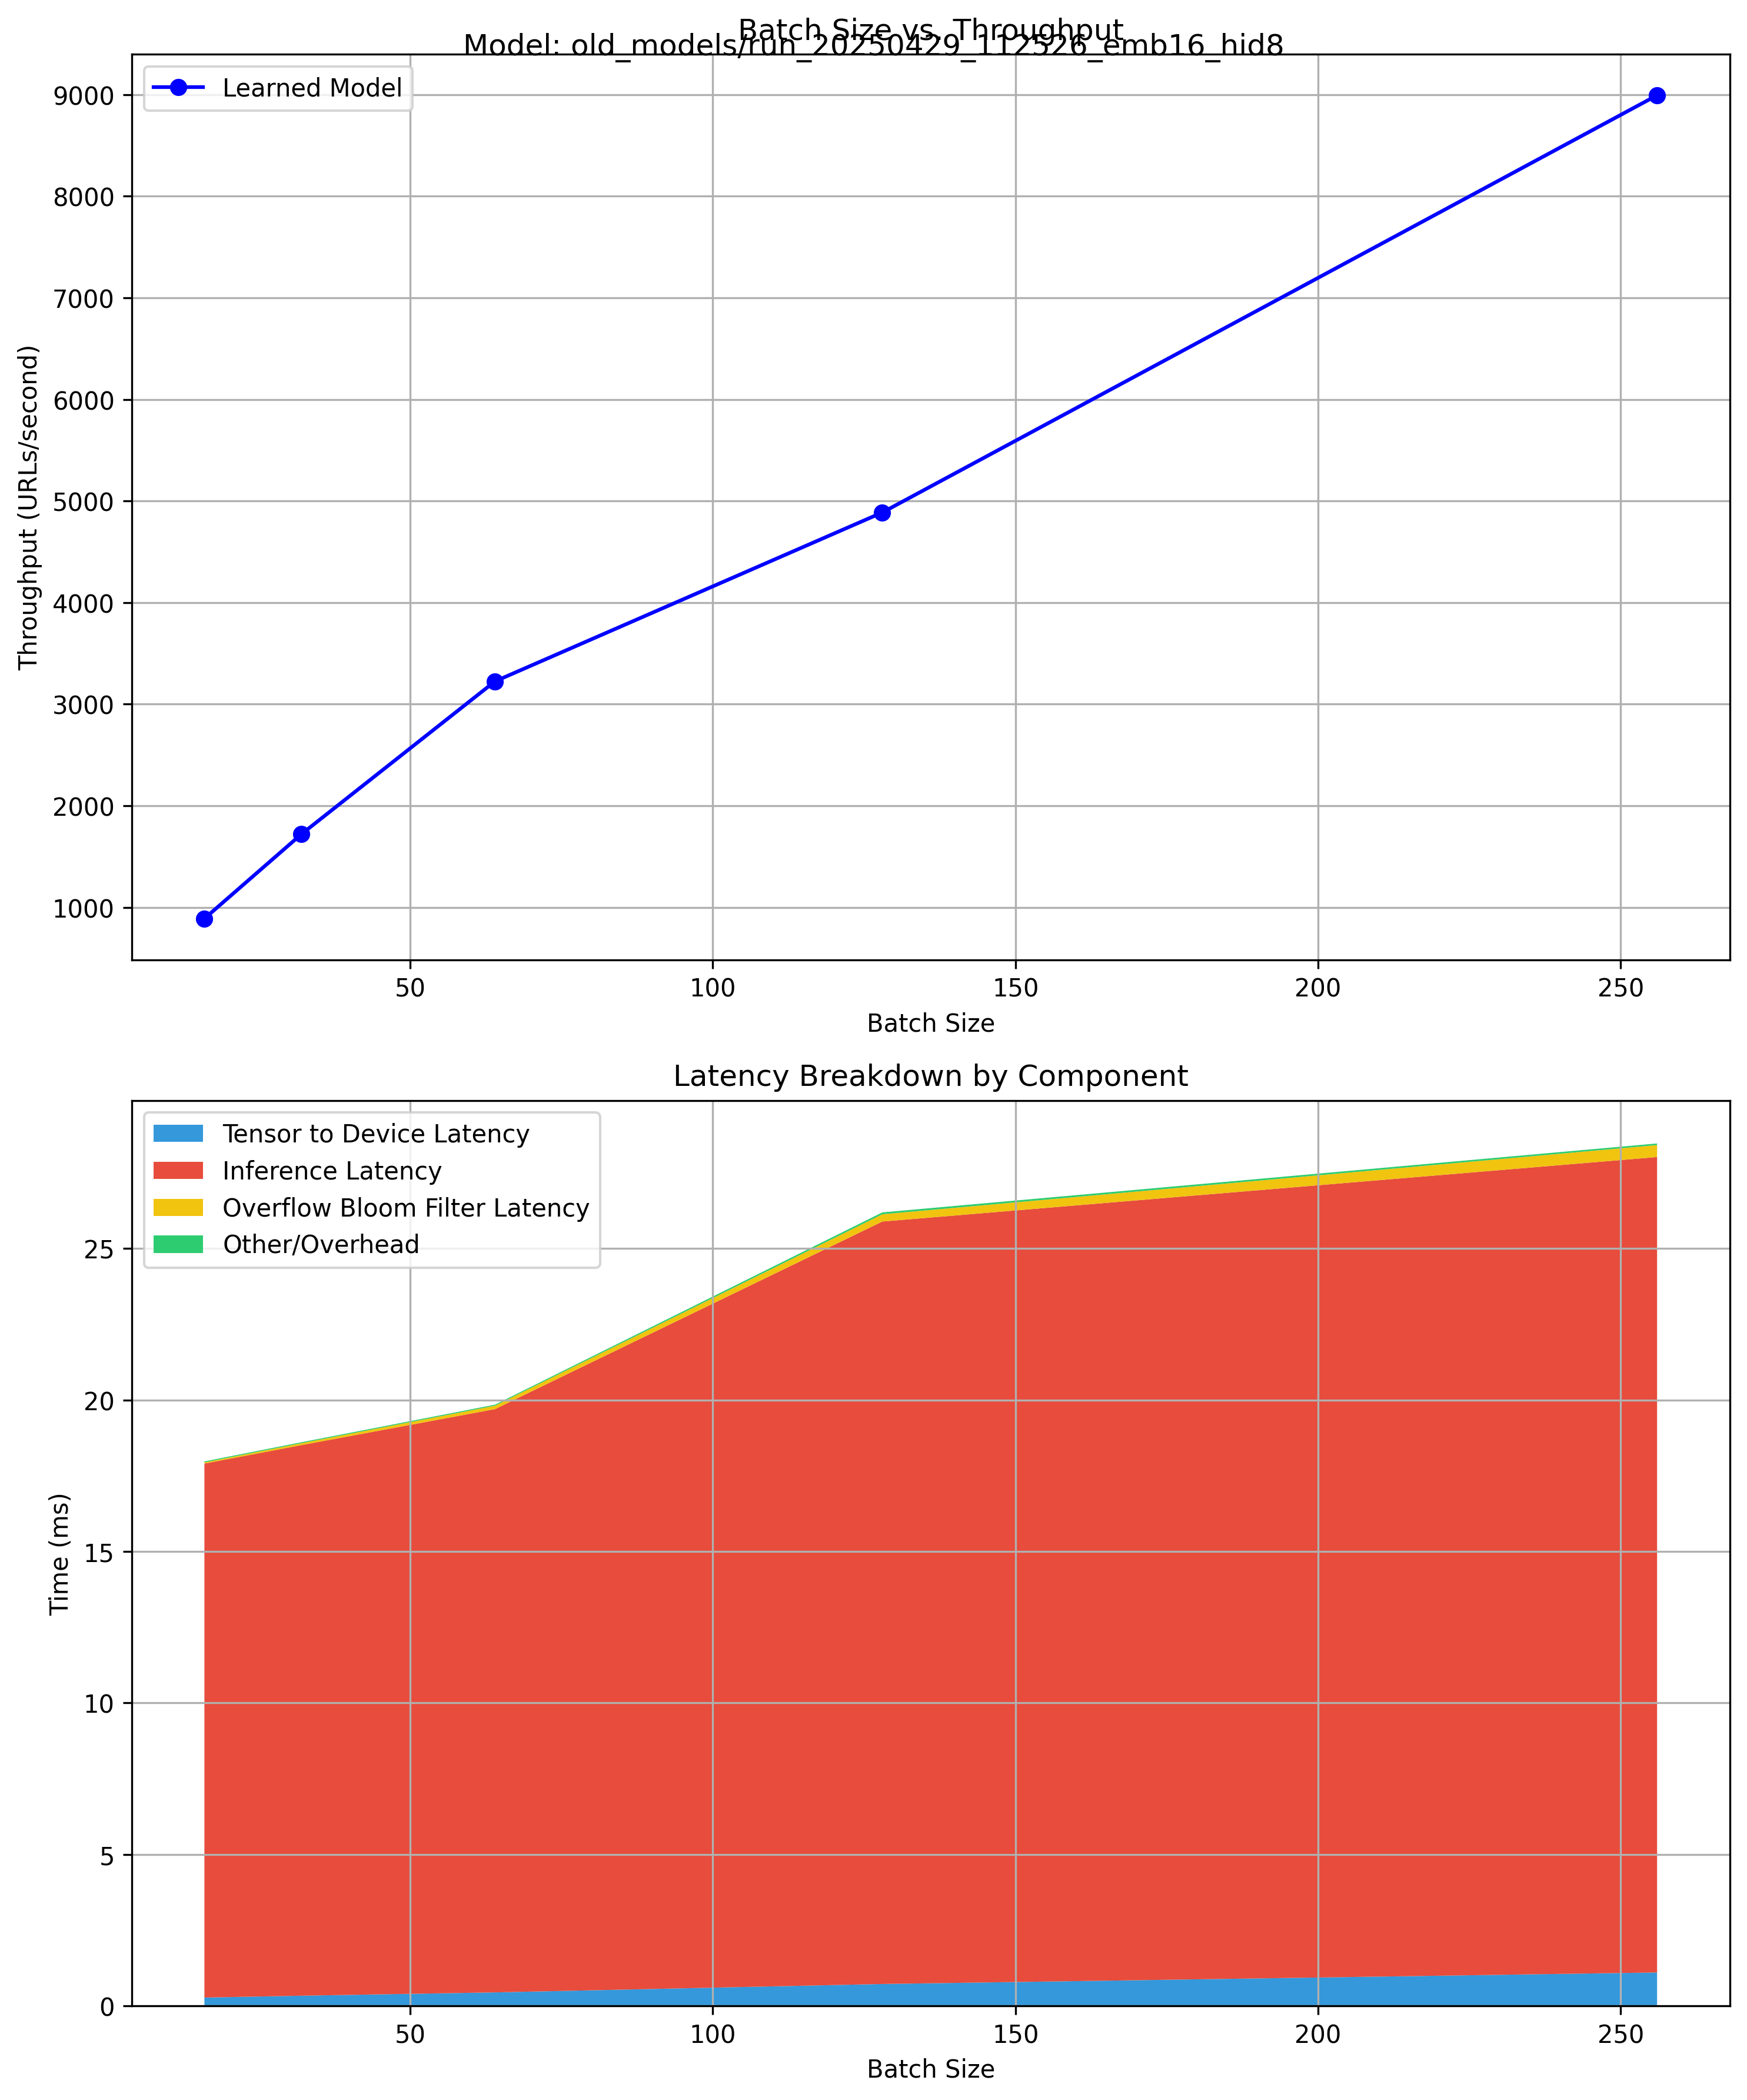 Batch Size vs. Throughput
Model: old_models/run_20250429_112526_emb16_hid8
Learned Model
9000
8000
7000
6000
5000
4000
3000
2000
1000
Throughput (URLs/second)
50 100 150 200 250
Batch Size
Latency Breakdown by Component
Tensor to Device Latency
Inference Latency
Overflow Bloom Filter Latency
Other/Overhead
25
20
15
10
5
0
Time (ms)
50 100 150 200 250
Batch Size